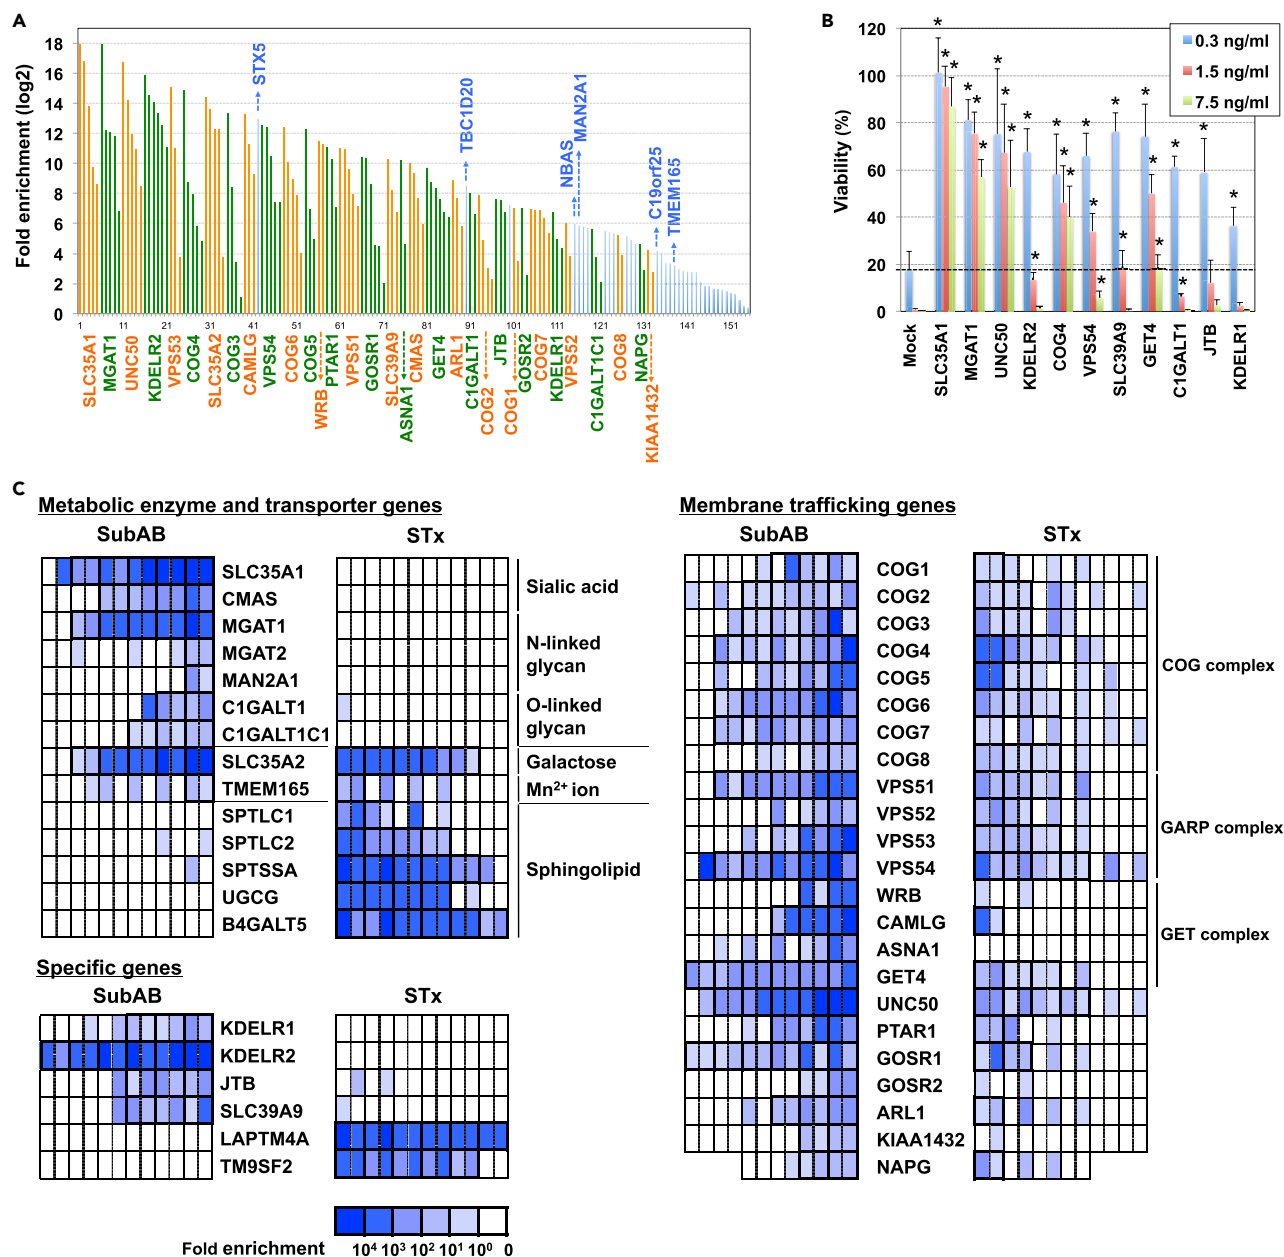 A
Fold enrichment (log2)
18
16
14
12
10
8
6
4
2
0
STX5
TBC1D20
NBAS
MAN2A1
C19orf25
TMEM165
1 11 21 31 41 51 61 71 81 91 101 111 121 131 141 151
SLC35A1
MGAT1
UNC50
KDELR2
VPS53
COG4
SLC35A2
COG3
CAMLG
VPS54
COG6
COG5
WRB
PTAR1
VPS51
GOSR1
SLC39A9
ASNA1
CMAS
GET4
ARL1
C1GALT1
COG2
JTB
COG1
GOSR2
COG7
KDELR1
VPS52
C1GALT1C1
COG8
NAPG
KIAA1432
B
Viability (%)
120
100
80
60
40
20
0
0.3 ng/ml
1.5 ng/ml
7.5 ng/ml
* * * * * * * * * * * * * * * * * * * * * * * * *
Mock
SLC35A1
MGAT1
UNC50
KDELR2
COG4
VPS54
SLC39A9
GET4
C1GALT1
JTB
KDELR1
C
Metabolic enzyme and transporter genes
SubAB STx
SLC35A1
CMAS
MGAT1
MGAT2
MAN2A1
C1GALT1
C1GALT1C1
SLC35A2
TMEM165
SPTLC1
SPTLC2
SPTSSA
UGCG
B4GALT5
Sialic acid
N-linked
glycan
O-linked
glycan
Galactose
Mn2+ ion
Sphingolipid
Specific genes
SubAB STx
KDELR1
KDELR2
JTB
SLC39A9
LAPTM4A
TM9SF2
Fold enrichment 10⁴ 10³ 10² 10¹ 10⁰ 0
Membrane trafficking genes
SubAB STx
COG1
COG2
COG3
COG4
COG5
COG6
COG7
COG8
VPS51
VPS52
VPS53
VPS54
WRB
CAMLG
ASNA1
GET4
UNC50
PTAR1
GOSR1
GOSR2
ARL1
KIAA1432
NAPG
COG complex
GARP complex
GET complex